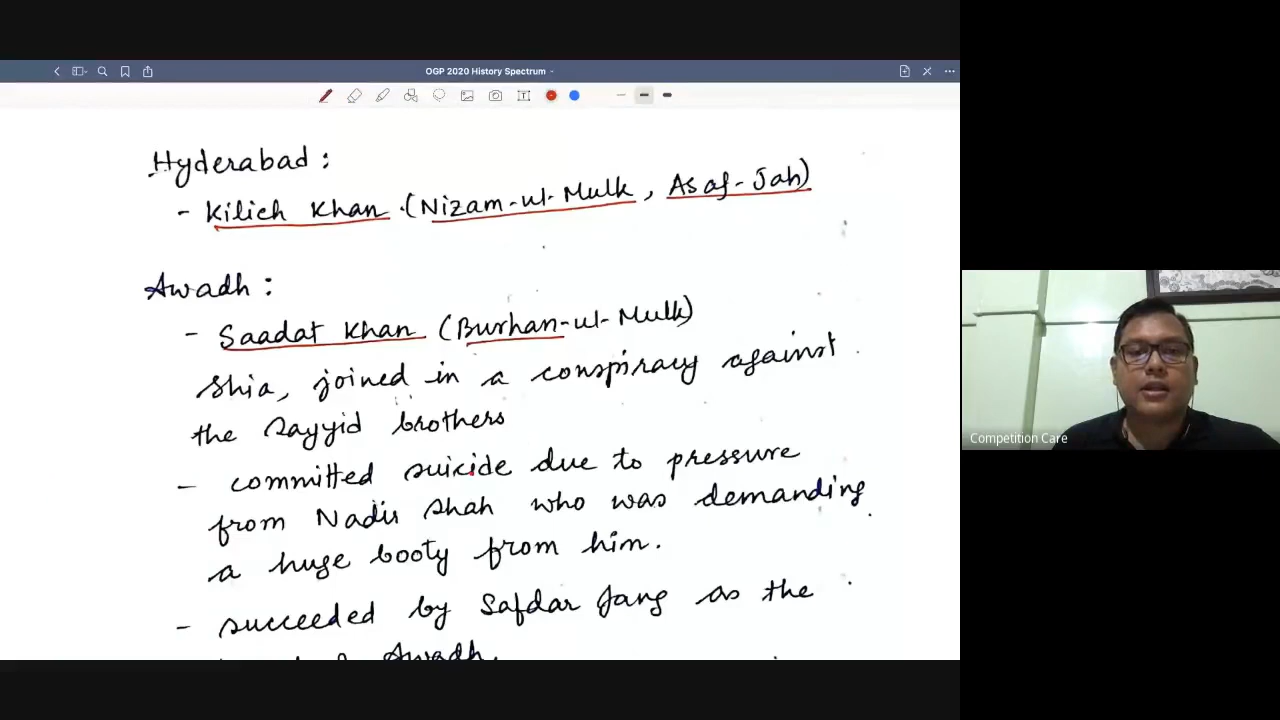 OGP 2020 History Spectrum
Hyderabad :
- Kilich Khan (Nizam-ul-Mulk, Asaf-Jah)
Awadh :
- Saadat Khan (Burhan-ul-Mulk)
Shia, joined in a conspiracy against
the Sayyid brothers
- committed suicide due to pressure
from Nadir Shah who was demanding
a huge booty from him.
- succeeded by Safdar Jang as the
Awadh.
Competition Care